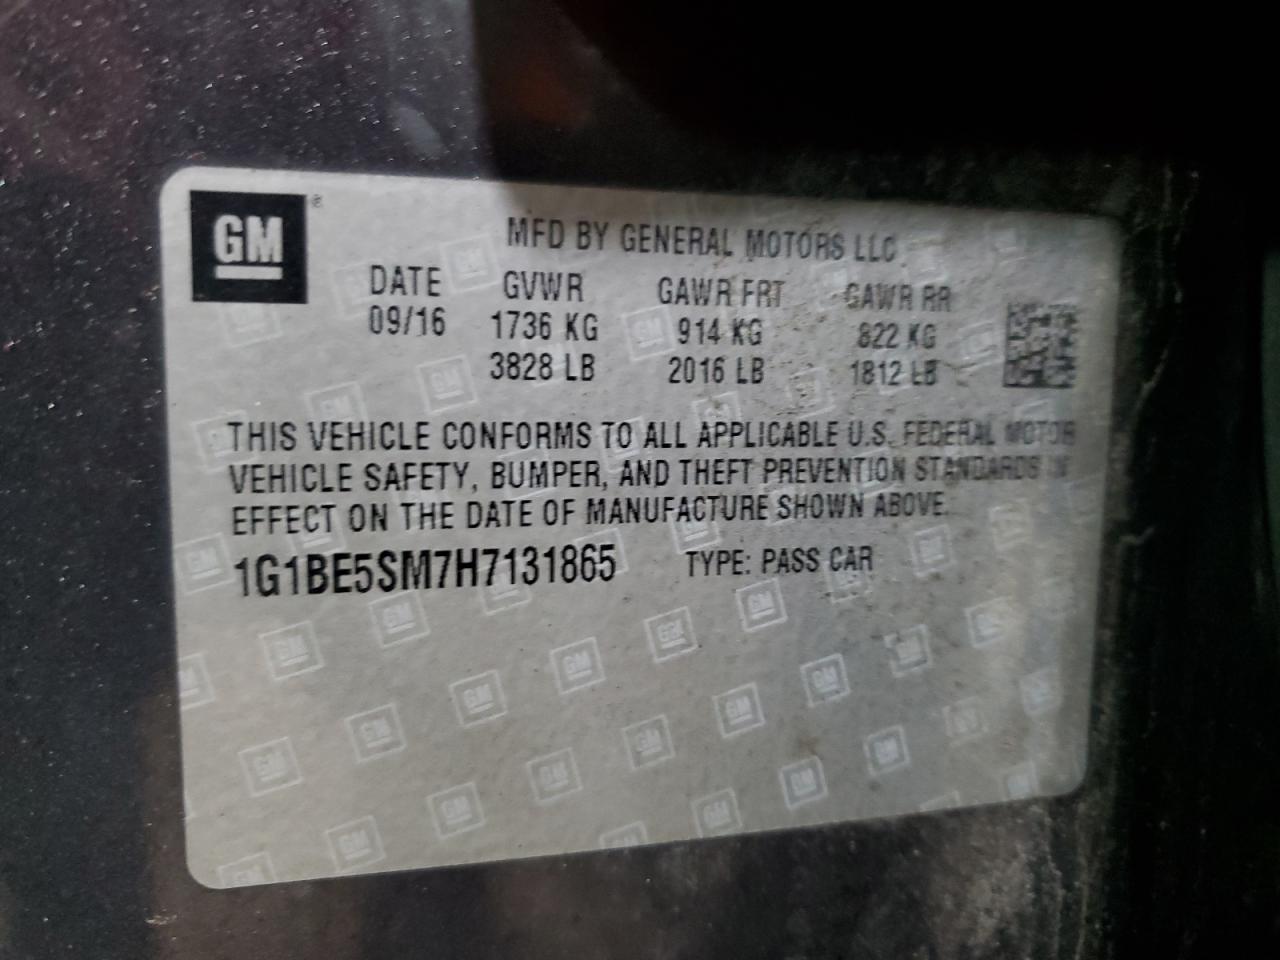 GM®
MFD BY GENERAL MOTORS LLC
DATE GVWR GAWR FRT GAWR RR
09/16 1736 KG 914 KG 822 KG
3828 LB 2016 LB 1812 LB
THIS VEHICLE CONFORMS TO ALL APPLICABLE U.S. FEDERAL MOTOR
VEHICLE SAFETY, BUMPER, AND THEFT PREVENTION STANDARDS IN
EFFECT ON THE DATE OF MANUFACTURE SHOWN ABOVE.
1G1BE5SM7H7131865 TYPE: PASS CAR